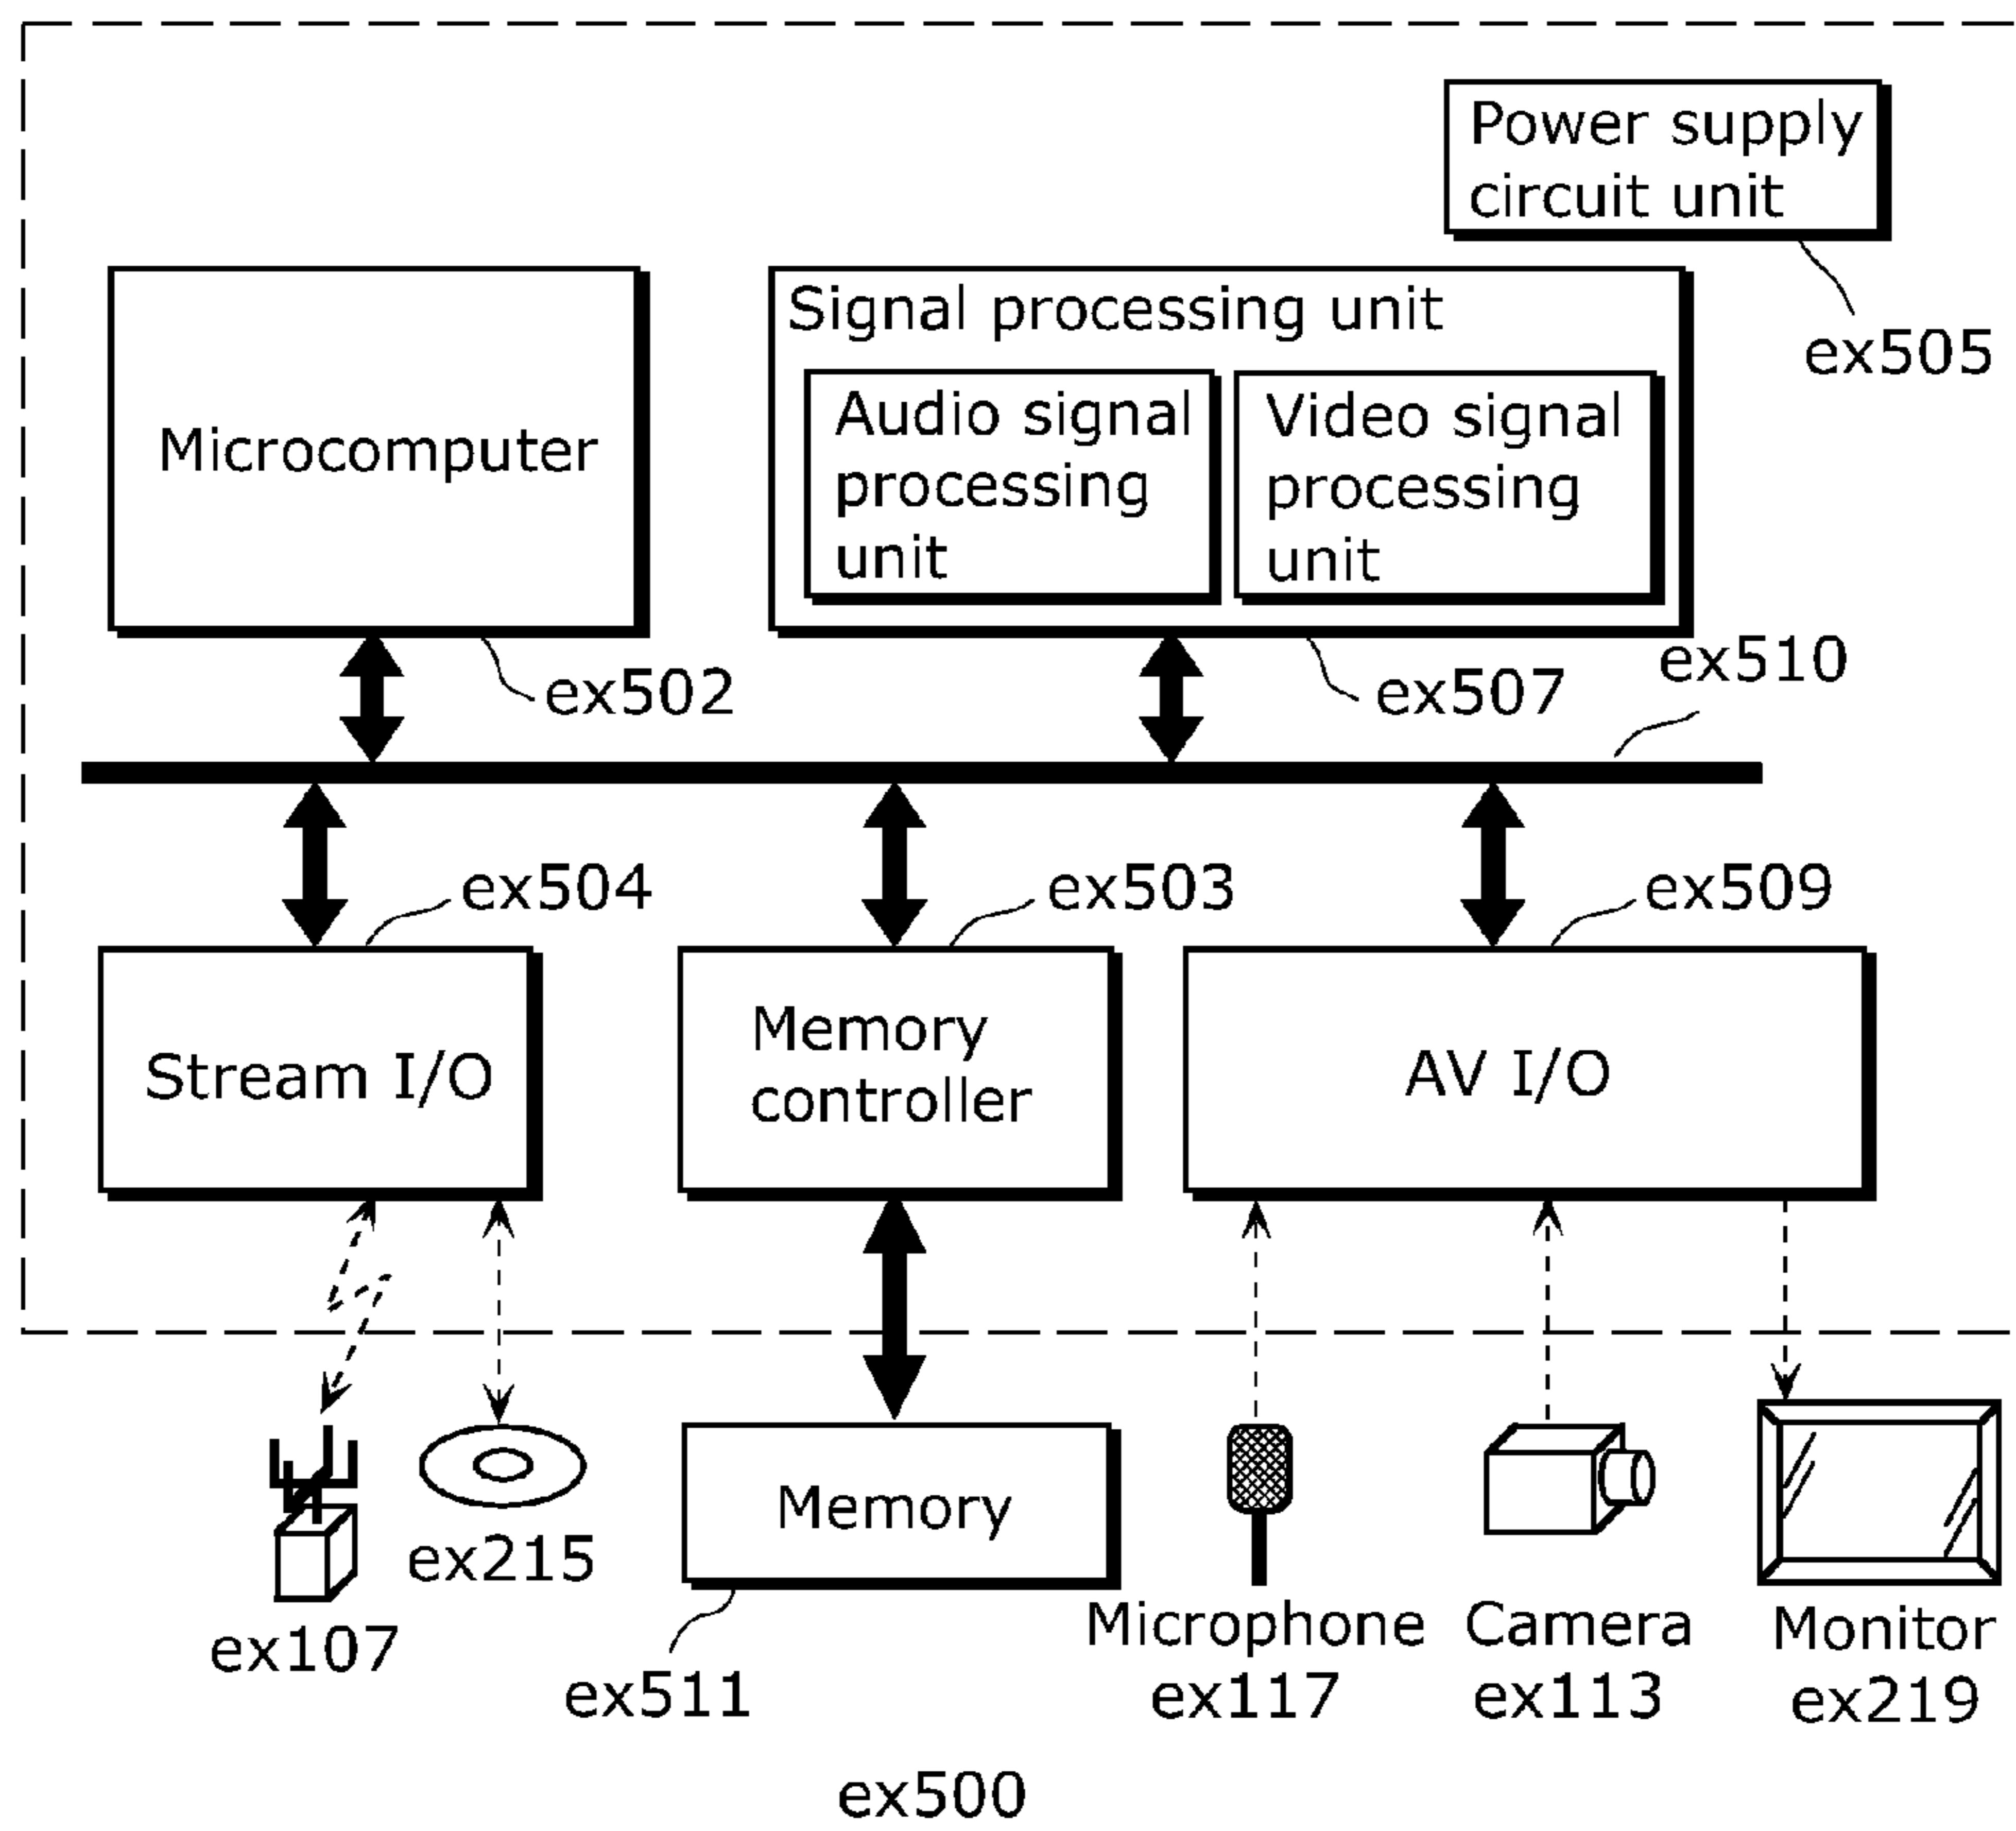 Power supply
circuit unit
ex505
Microcomputer
ex502
Signal processing unit
Audio signal
processing
unit
Video signal
processing
unit
ex507
ex510
ex504
ex503
ex509
Stream I/O
Memory
controller
AV I/O
ex107
ex215
Memory
ex511
Microphone
ex117
Camera
ex113
Monitor
ex219
ex500